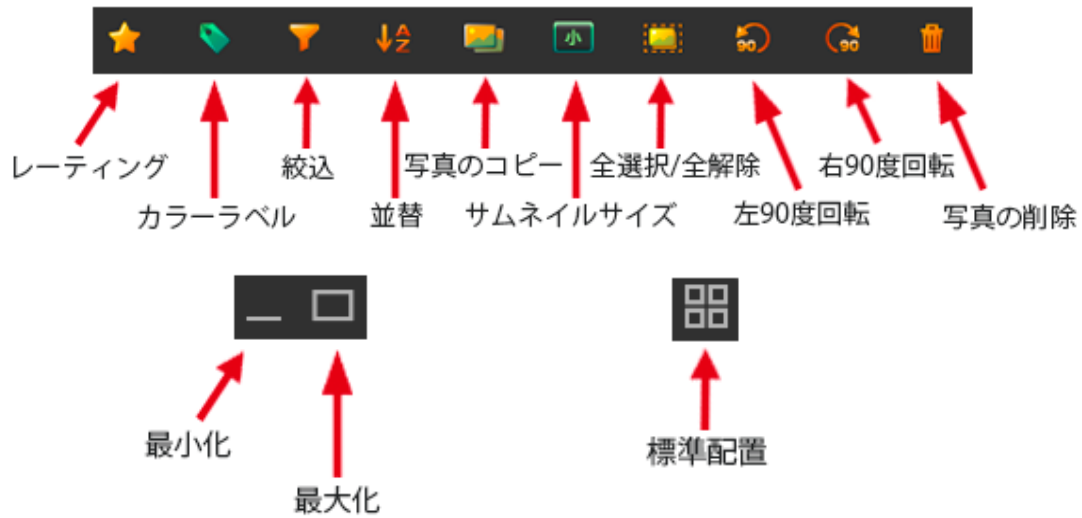 A
Z
小
90
90
レーティング
絞込
写真のコピー
全選択/全解除
右90度回転
カラーラベル
並替
サムネイルサイズ
左90度回転
写真の削除
最小化
標準配置
最大化